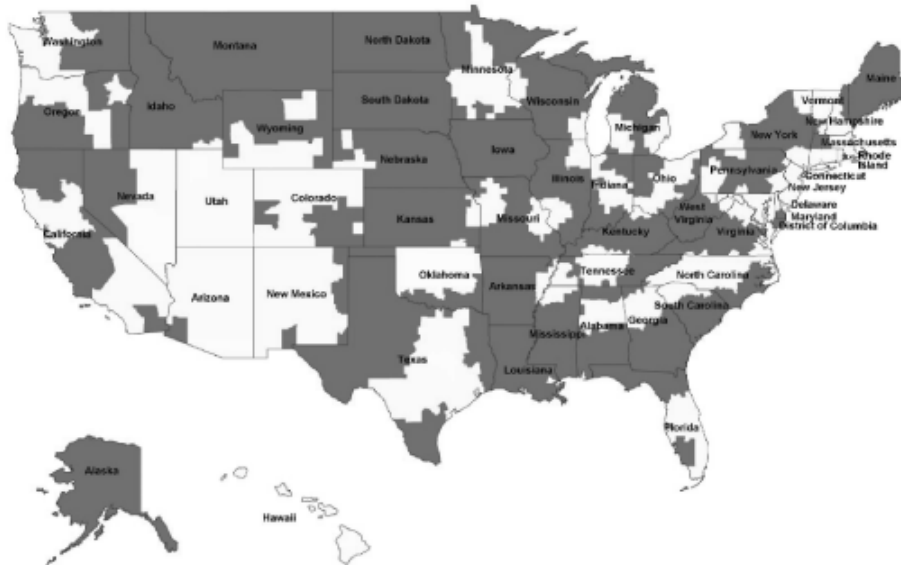 Washington
Montana
North Dakota
Minnesota
Maine
Vermont
New Hampshire
Oregor
Idaho
South Dakota
Wisconsin
Wyoming
Michigan
New York
Massachusetts
Rhode
Island
Connecticut
Iowa
Nebraska
Pennsylvania
Nevada
Utah
Colorado
Illinois
Indiana
Ohio
New Jersey
Delaware
Maryland
District of Columbia
West
Virginia
Virginia
California
Kansas
Missouri
Kentucky
Arizona
New Mexico
Oklahoma
Arkansas
Tennessee
North Carolina
South Carolina
Texas
Mississippi
Alabama
Georgia
Louisiana
Florida
Alaska
Hawaii